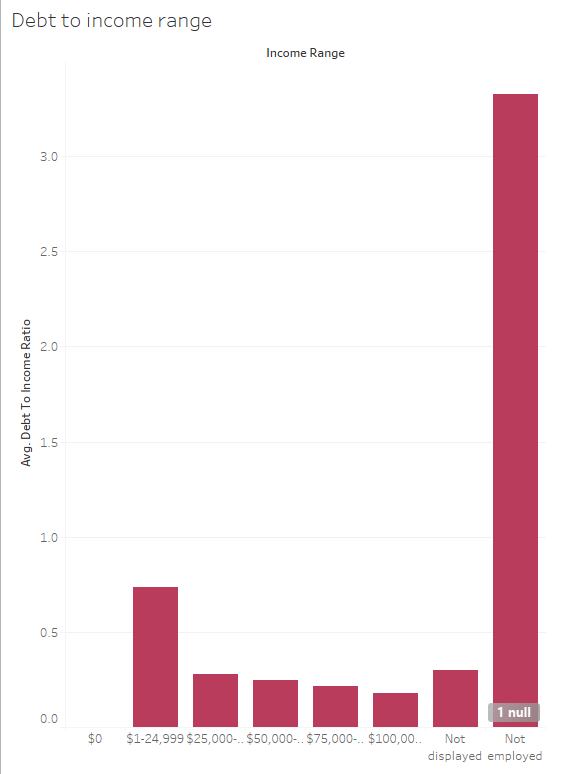 Debt to income range
Income Range
Avg. Debt To Income Ratio
3.0
2.5
2.0
1.5
1.0
0.5
0.0
1 null
$0 $1-24,999 $25,000-.. $50,000-.. $75,000-.. $100,00.. Not Not
displayed employed